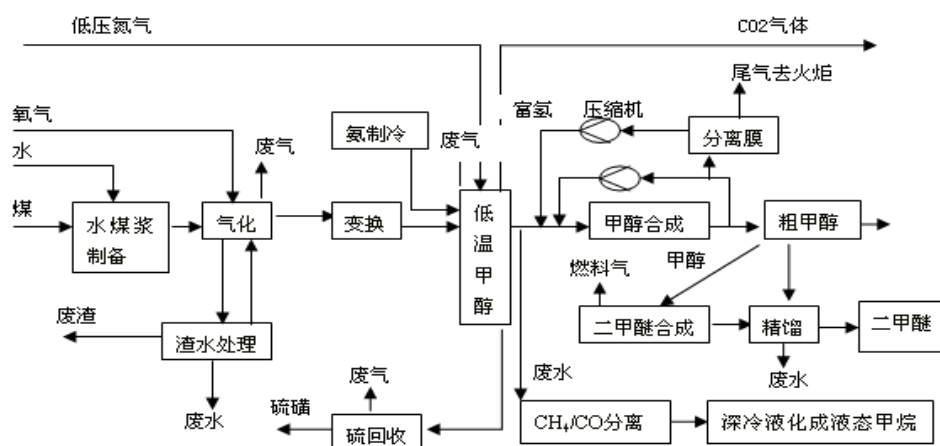 低压氮气
CO2气体
尾气去火炬
富氢
压缩机
氧气
氨制冷
废气
分离膜
水
废气
煤
水煤浆
制备
气化
变换
低
温
甲
醇
甲醇合成
粗甲醇
燃料气
甲醇
废渣
渣水处理
二甲醚合成
精馏
二甲醚
废水
废气
废水
废水
硫磺
硫回收
CH4/CO分离
深冷液化成液态甲烷